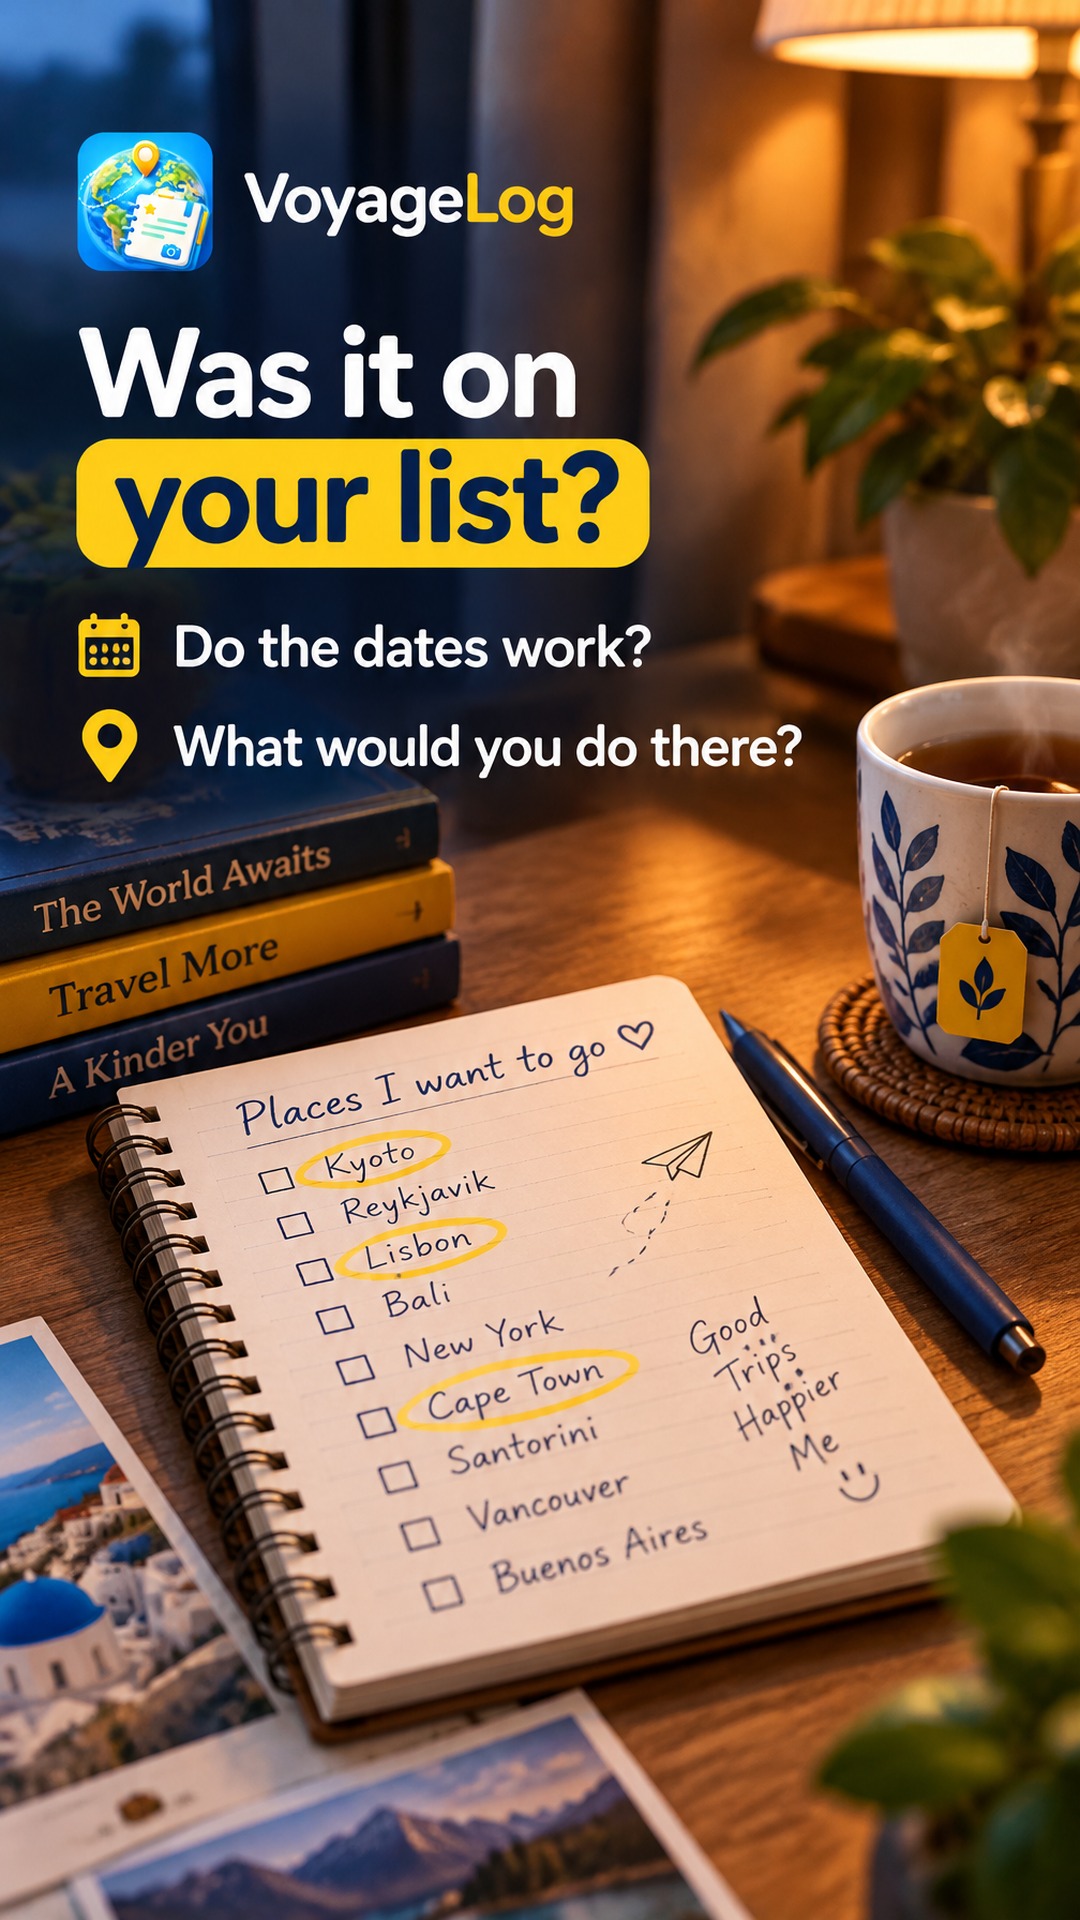 VoyageLog
Was it on
your list?
Do the dates work?
What would you do there?
The World Awaits
Travel More
A Kinder You
Places I want to go
Kyoto
Reykjavik
Lisbon
Bali
New York
Cape Town
Santorini
Vancouver
Buenos Aires
Good
Trips
Happier
Me